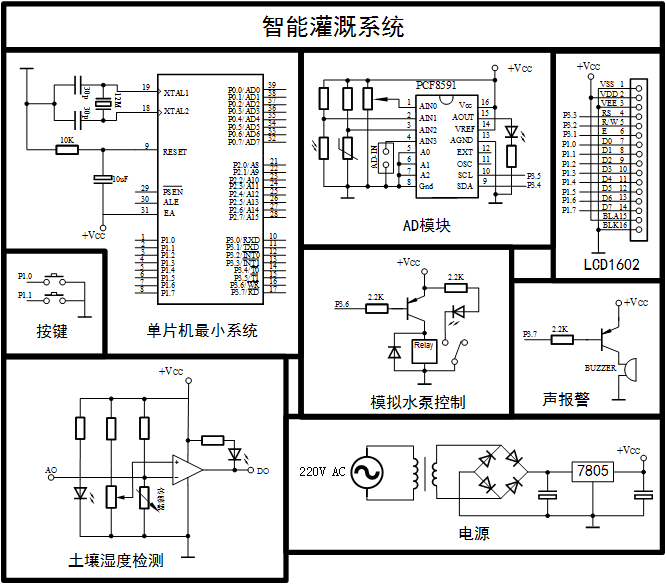 智能灌溉系统
30p
30p
12M
19
XTAL1
18
XTAL2
10K
9
RESET
10uF
29
PSEN
30
ALE
31
EA
+VCC
1
P1.0
2
P1.1
3
P1.2
4
P1.3
5
P1.4
6
P1.5
7
P1.6
8
P1.7
P0.0/AD0
39
P0.1/AD1
38
P0.2/AD2
37
P0.3/AD3
36
P0.4/AD4
35
P0.5/AD5
34
P0.6/AD6
33
P0.7/AD7
32
P2.0/A8
21
P2.1/A9
22
P2.2/A10
23
P2.3/A11
24
P2.4/A12
25
P2.5/A13
26
P2.6/A14
27
P2.7/A15
28
P3.0/RXD
10
P3.1/TXD
11
P3.2/INT0
12
P3.3/INT1
13
P3.4/T0
14
P3.5/T1
15
P3.6/WR
16
P3.7/RD
17
单片机最小系统
P1.0
P1.1
按键
+VCC
PCF8591
1
AIN0
2
AIN1
3
AIN2
4
AIN3
5
A0
6
A1
7
A2
8
Gnd
Vcc
16
AOUT
15
VREF
14
AGND
13
EXT
12
OSC
11
SCL
10
SDA
9
P3.5
P3.4
AD-IN
AD模块
+VCC
VSS 1
VDD 2
VEE 3
P3.3 RS 4
P3.2 R/W 5
P3.1 E 6
P1.0 D0 7
P1.1 D1 8
P1.2 D2 9
P1.3 D3 10
P1.4 D4 11
P1.5 D5 12
P1.6 D6 13
P1.7 D7 14
BLA 15
BLK 16
LCD1602
+VCC
P3.6
2.2K
2.2K
Relay
模拟水泵控制
+VCC
P3.7
2.2K
BUZZER
声报警
+VCC
AO
DO
+
−
传感器
土壤湿度检测
220V AC
7805
+VCC
电源